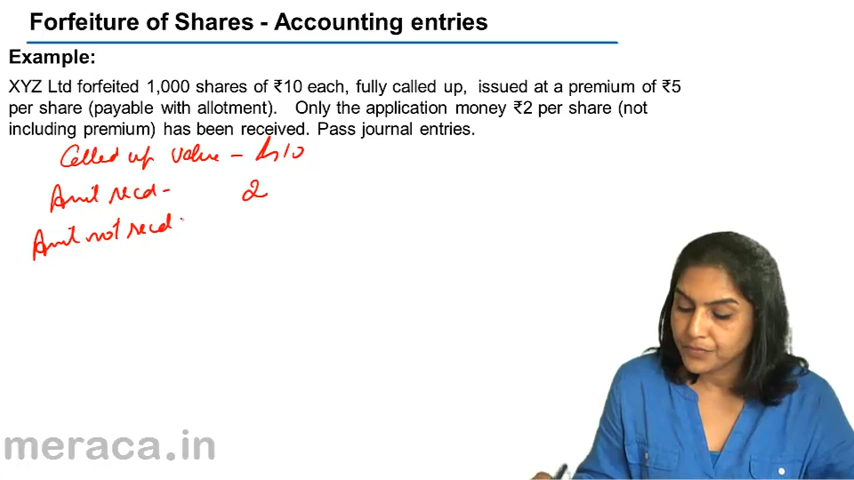 Forfeiture of Shares - Accounting entries
Example:
XYZ Ltd forfeited 1,000 shares of ₹10 each, fully called up, issued at a premium of ₹5
per share (payable with allotment). Only the application money ₹2 per share (not
including premium) has been received. Pass journal entries.
Called up value - Rs 10
Amt recd - 2
Amt not recd
meraca.in